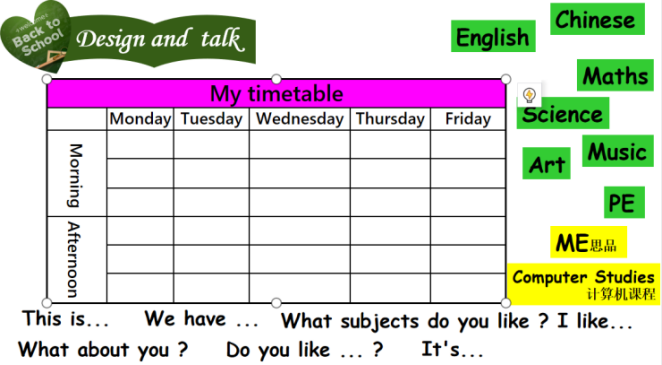 Welcome
Back to
School
Design and talk
English
Chinese
Maths
Science
Art
Music
PE
ME思品
Computer Studies
计算机课程
My timetable
Monday Tuesday Wednesday Thursday Friday
Morning
Afternoon
This is... We have ... What subjects do you like ? I like...
What about you ? Do you like ... ? It's...